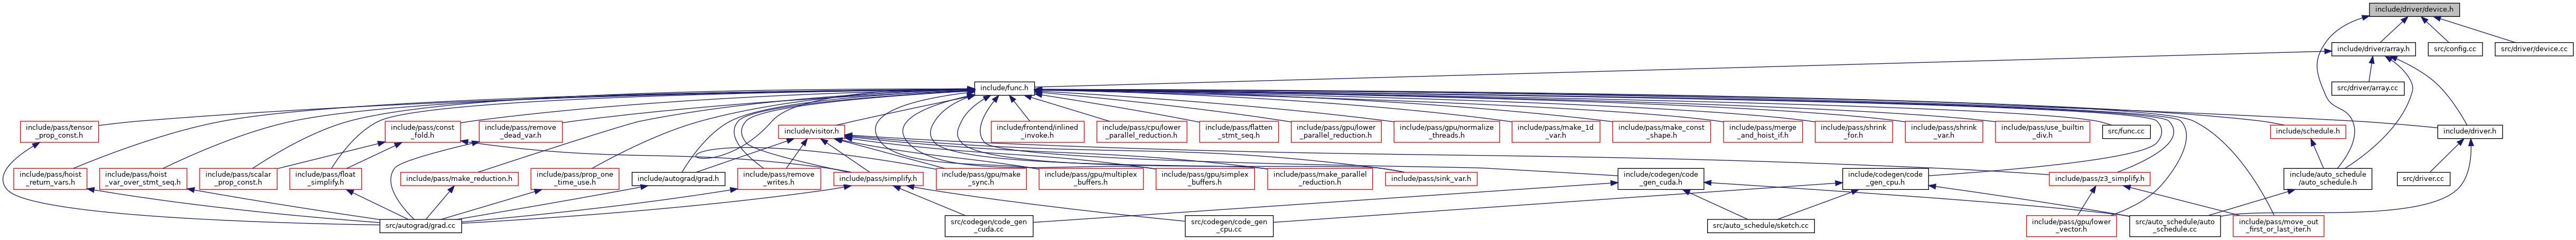 include/driver/device.h
include/driver/array.h
src/config.cc
src/driver/device.cc
include/func.h
src/driver/array.cc
include/pass/tensor
_prop_const.h
include/pass/const
_fold.h
include/pass/remove
_dead_var.h
include/visitor.h
include/frontend/inlined
_invoke.h
include/pass/cpu/lower
_parallel_reduction.h
include/pass/flatten
_stmt_seq.h
include/pass/gpu/lower
_parallel_reduction.h
include/pass/gpu/normalize
_threads.h
include/pass/make_1d
_var.h
include/pass/make_const
_shape.h
include/pass/merge
_and_hoist_if.h
include/pass/shrink
_for.h
include/pass/shrink
_var.h
include/pass/use_builtin
_div.h
src/func.cc
include/schedule.h
include/driver.h
include/pass/hoist
_return_vars.h
include/pass/hoist
_var_over_stmt_seq.h
include/pass/scalar
_prop_const.h
include/pass/float
_simplify.h
include/pass/make_reduction.h
include/pass/prop_one
_time_use.h
include/autograd/grad.h
include/pass/remove
_writes.h
include/pass/simplify.h
include/pass/gpu/make
_sync.h
include/pass/gpu/multiplex
_buffers.h
include/pass/gpu/simplex
_buffers.h
include/pass/make_parallel
_reduction.h
include/pass/sink_var.h
include/codegen/code
_gen_cuda.h
include/codegen/code
_gen_cpu.h
include/pass/z3_simplify.h
include/auto_schedule
/auto_schedule.h
src/driver.cc
src/autograd/grad.cc
src/codegen/code_gen
_cuda.cc
src/codegen/code_gen
_cpu.cc
src/auto_schedule/sketch.cc
include/pass/gpu/lower
_vector.h
src/auto_schedule/auto
_schedule.cc
include/pass/move_out
_first_or_last_iter.h